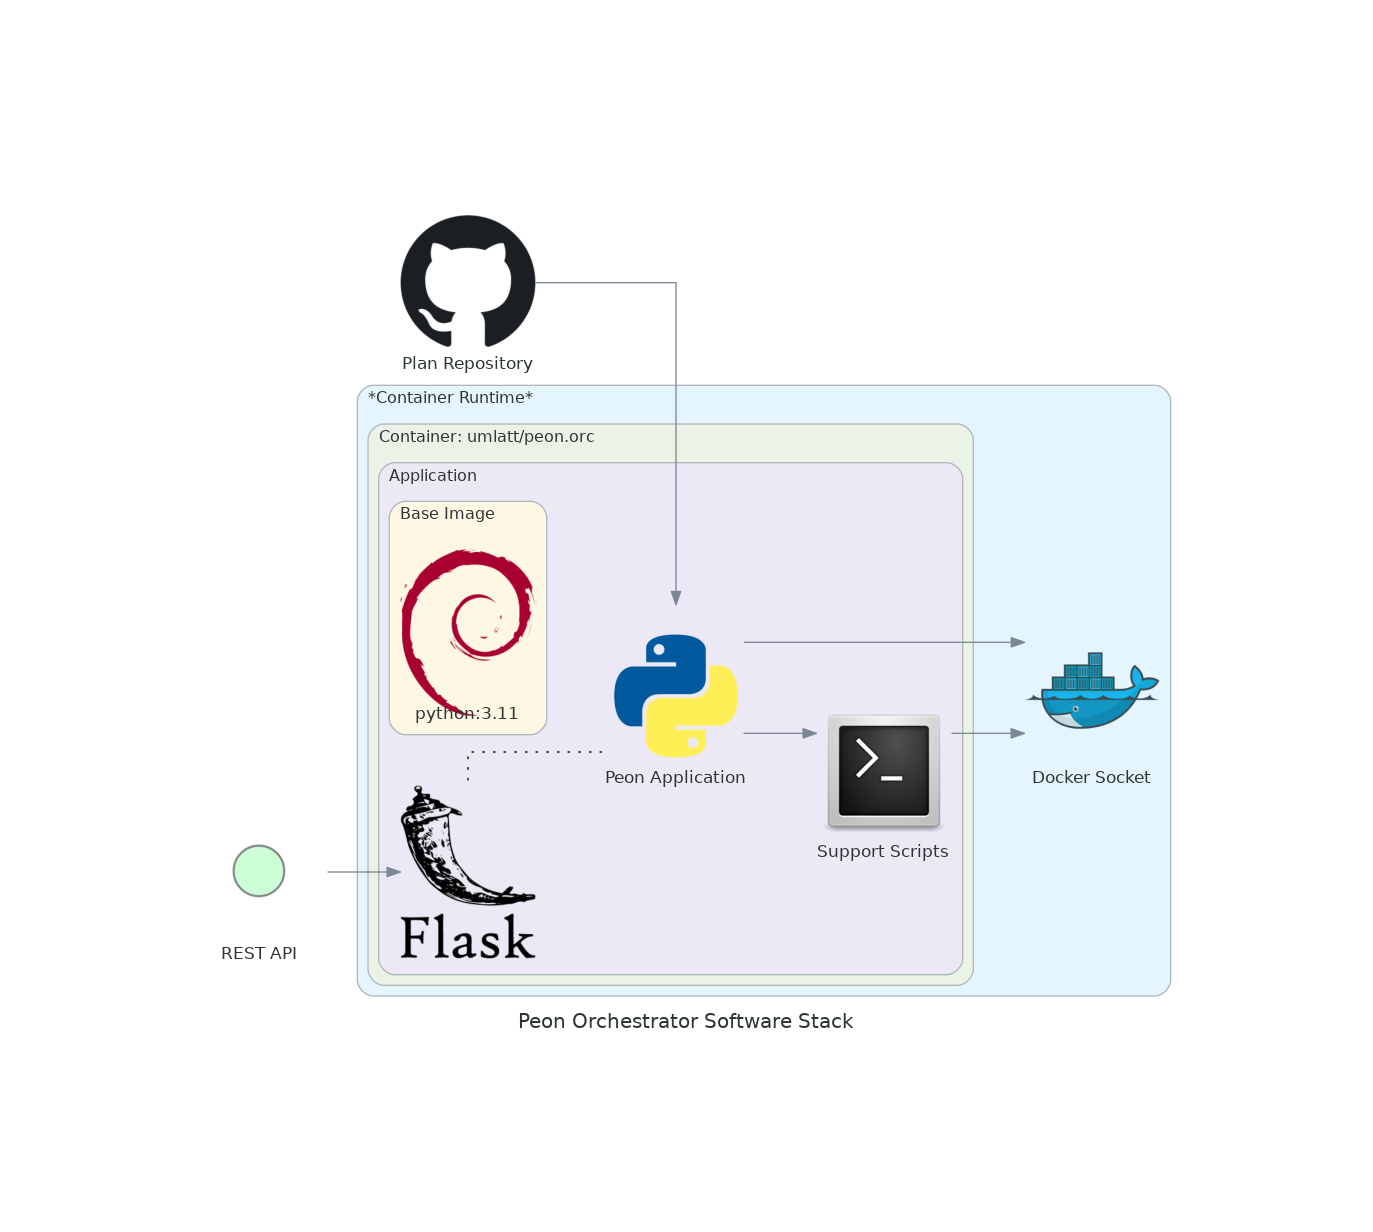 Plan Repository
*Container Runtime*
Container: umlatt/peon.orc
Application
Base Image
python:3.11
Peon Application
Docker Socket
Support Scripts
Flask
REST API
Peon Orchestrator Software Stack